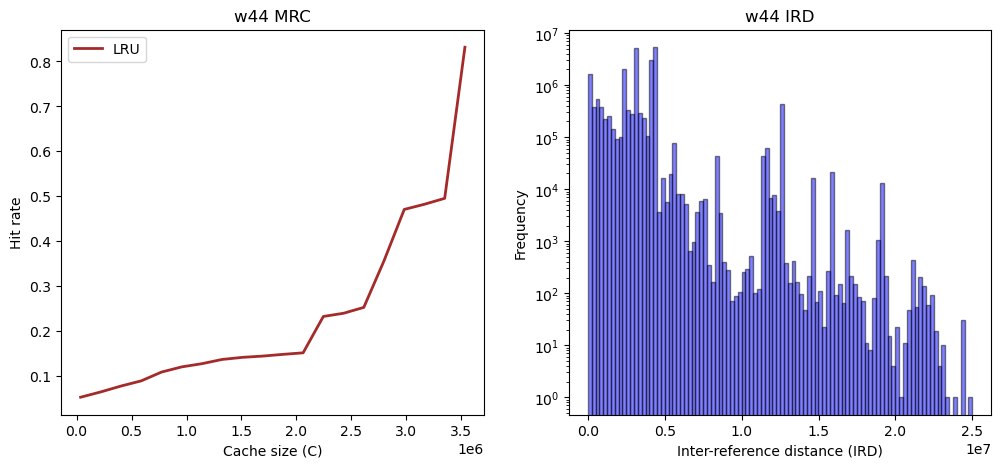 w44 MRC
LRU
Hit rate
0.8
0.7
0.6
0.5
0.4
0.3
0.2
0.1
0.0 0.5 1.0 1.5 2.0 2.5 3.0 3.5
1e6
Cache size (C)
w44 IRD
Frequency
10^7
10^6
10^5
10^4
10^3
10^2
10^1
10^0
0.0 0.5 1.0 1.5 2.0 2.5
1e7
Inter-reference distance (IRD)